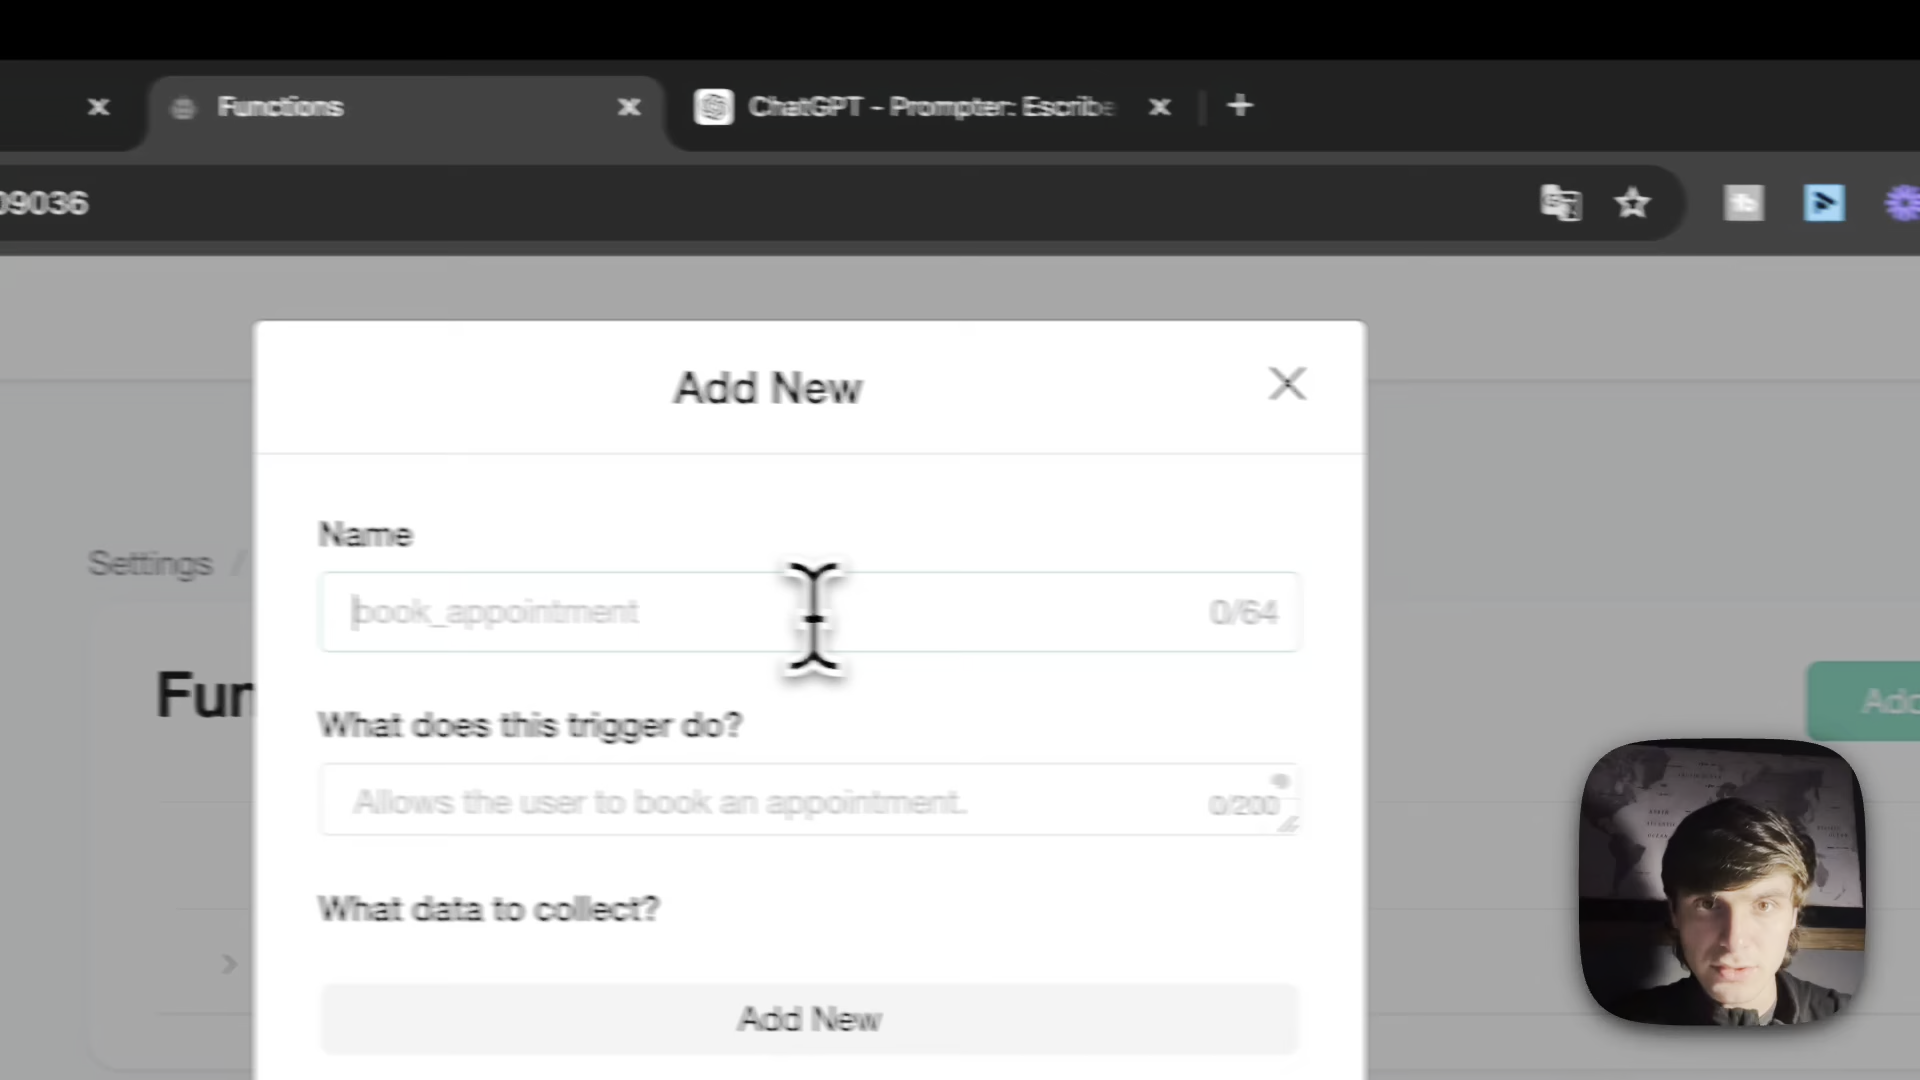 Functions
ChatGPT - Prompter: Escribe
09036
Add New
Name
book_appointment 0/64
Settings /
Fun
Add
What does this trigger do?
Allows the user to book an appointment. 0/200
What data to collect?
Add New